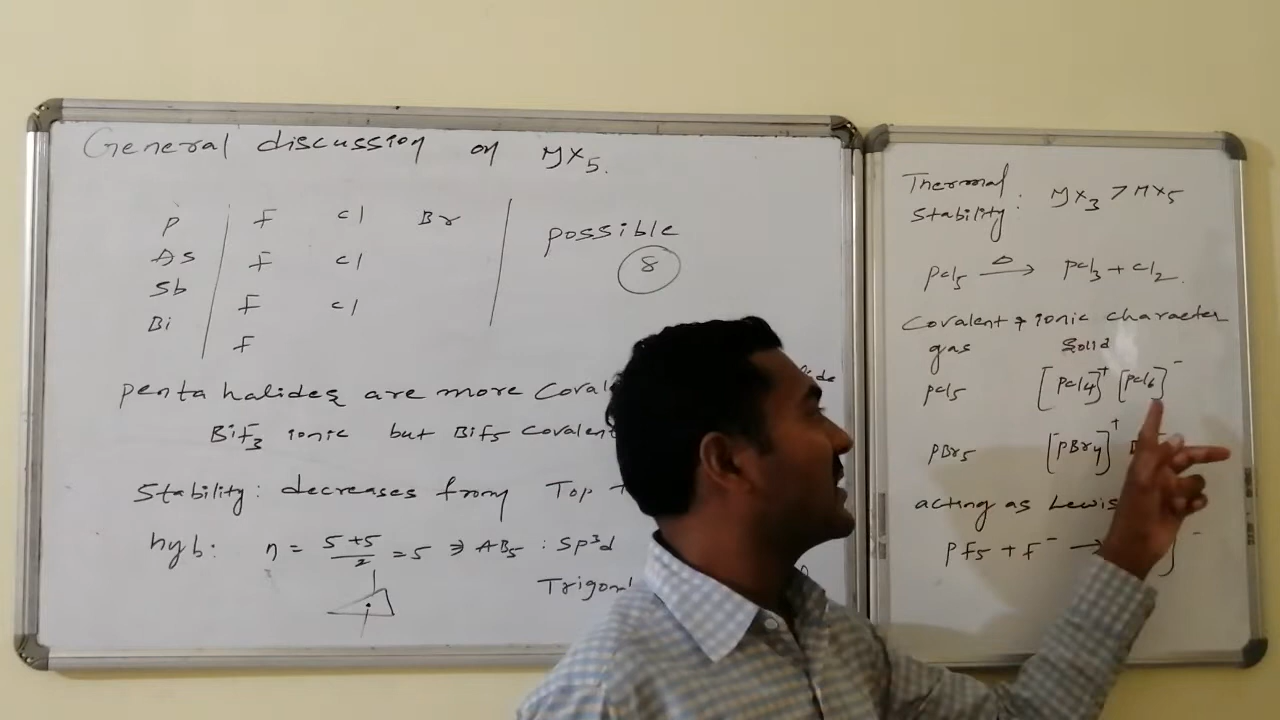 General discussion on MX5.
P F Cl Br
As F Cl
Sb F Cl
Bi F
possible
8
penta halides are more Coval
BiF3 ionic but BiF5 Covalent
Stability: decreases from Top
hyb: n = 5+5/2 = 5 ⇒ AB5 : Sp3d
Trigon
Thermal
Stability: MX3 > MX5
PCl5 Δ→ PCl3 + Cl2.
Covalent & ionic character
gas Solid
PCl5 [PCl4]+ [PCl6]-
PBr5 [PBr4]+
acting as Lewis
PF5 + F- →